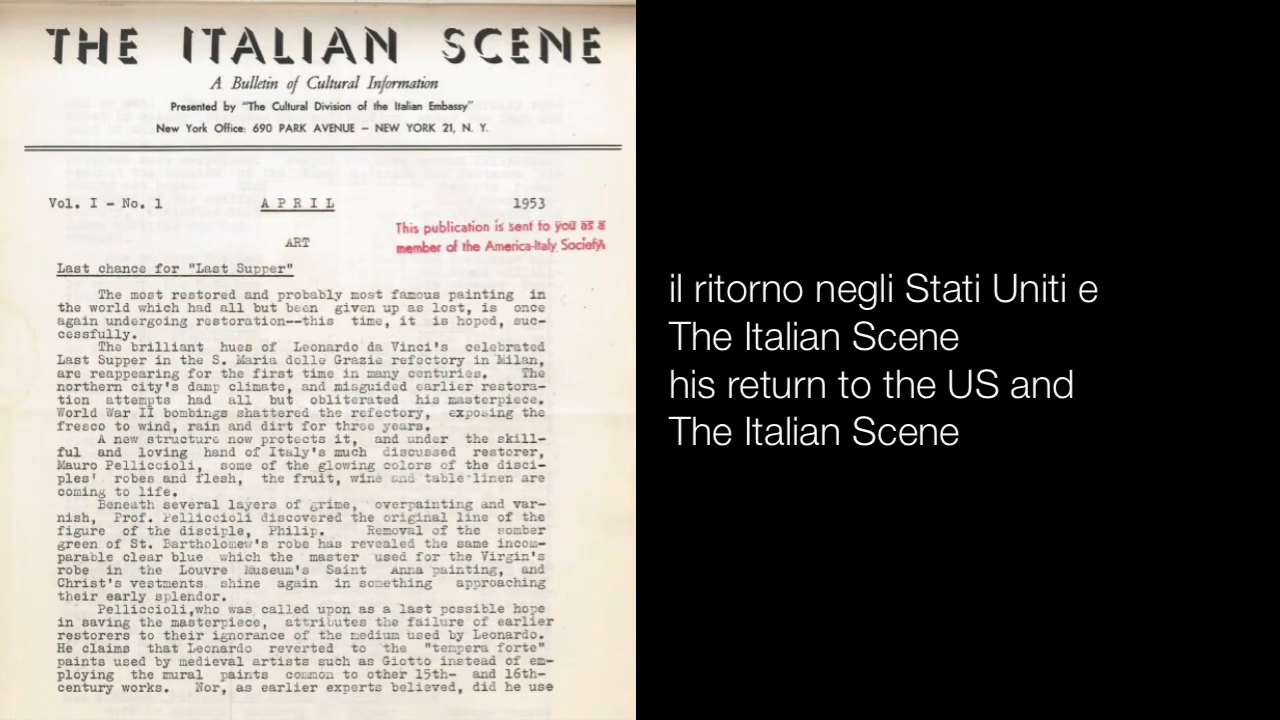 THE ITALIAN SCENE
A Bulletin of Cultural Information
Presented by "The Cultural Division of the Italian Embassy"
New York Office: 690 PARK AVENUE – NEW YORK 21, N. Y.
Vol. I - No. 1 A P R I L 1953
This publication is sent to you as a
member of the America-Italy Society.
ART
Last chance for "Last Supper"
The most restored and probably most famous painting in
the world which had all but been given up as lost, is once
again undergoing restoration--this time, it is hoped, suc-
cessfully.
The brilliant hues of Leonardo da Vinci's celebrated
Last Supper in the S. Maria delle Grazie refectory in Milan,
are reappearing for the first time in many centuries. The
northern city's damp climate, and misguided earlier restora-
tion attempts had all but obliterated his masterpiece.
World War II bombings shattered the refectory, exposing the
fresco to wind, rain and dirt for three years.
A new structure now protects it, and under the skill-
ful and loving hand of Italy's much discussed restorer,
Mauro Pelliccioli, some of the glowing colors of the disci-
ples' robes and flesh, the fruit, wine and table-linen are
coming to life.
Beneath several layers of grime, overpainting and var-
nish, Prof. Pelliccioli discovered the original line of the
figure of the disciple, Philip. Removal of the somber
green of St. Bartholomew's robe has revealed the same incom-
parable clear blue which the master used for the Virgin's
robe in the Louvre Museum's Saint Anna painting, and
Christ's vestments shine again in something approaching
their early splendor.
Pelliccioli,who was called upon as a last possible hope
in saving the masterpiece, attributes the failure of earlier
restorers to their ignorance of the medium used by Leonardo.
He claims that Leonardo reverted to the "tempera forte"
paints used by medieval artists such as Giotto instead of em-
ploying the mural paints common to other 15th- and 16th-
century works. Nor, as earlier experts believed, did he use
il ritorno negli Stati Uniti e
The Italian Scene
his return to the US and
The Italian Scene